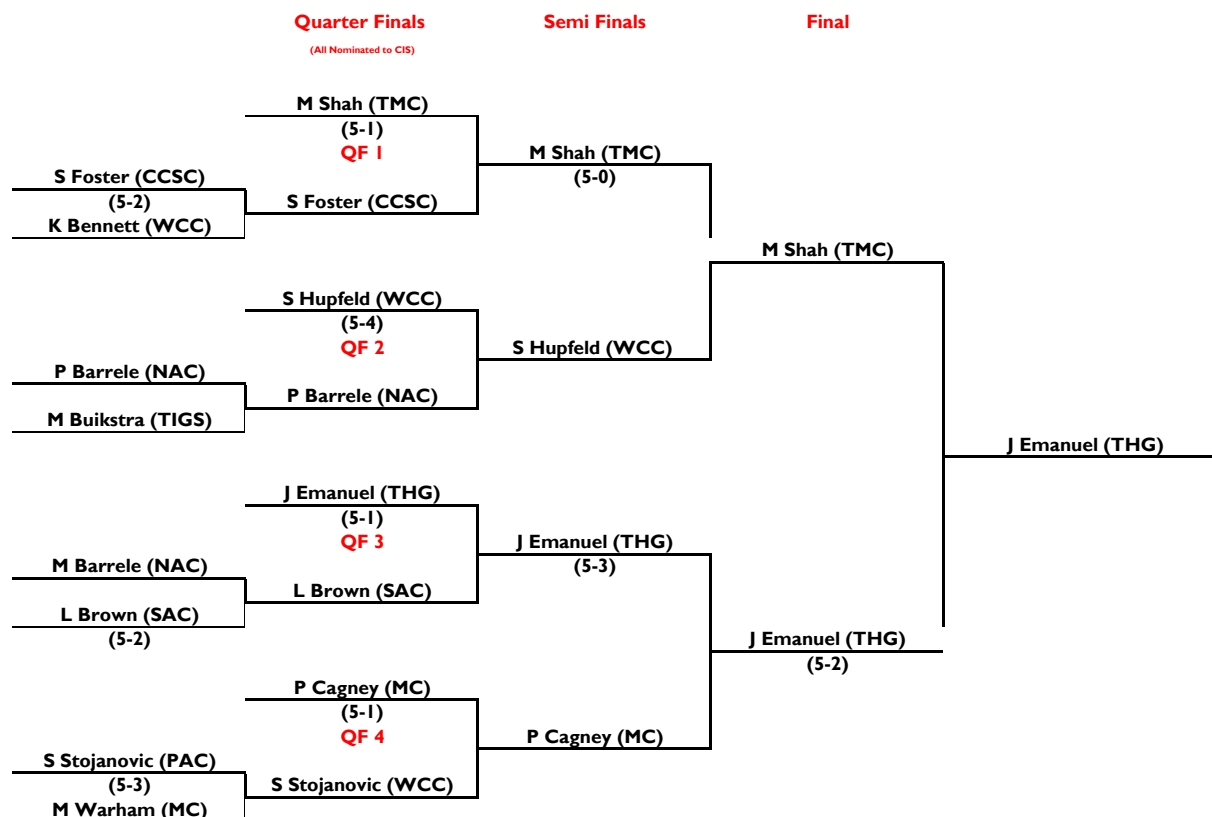 Quarter Finals
Semi Finals
Final
(All Nominated to CIS)
M Shah (TMC)
(5-1)
QF 1
M Shah (TMC)
(5-0)
S Foster (CCSC)
(5-2)
S Foster (CCSC)
K Bennett (WCC)
M Shah (TMC)
S Hupfeld (WCC)
(5-4)
QF 2
S Hupfeld (WCC)
P Barrele (NAC)
P Barrele (NAC)
M Buikstra (TIGS)
J Emanuel (THG)
J Emanuel (THG)
(5-1)
QF 3
J Emanuel (THG)
(5-3)
M Barrele (NAC)
L Brown (SAC)
L Brown (SAC)
(5-2)
J Emanuel (THG)
(5-2)
P Cagney (MC)
(5-1)
QF 4
P Cagney (MC)
S Stojanovic (PAC)
(5-3)
S Stojanovic (WCC)
M Warham (MC)